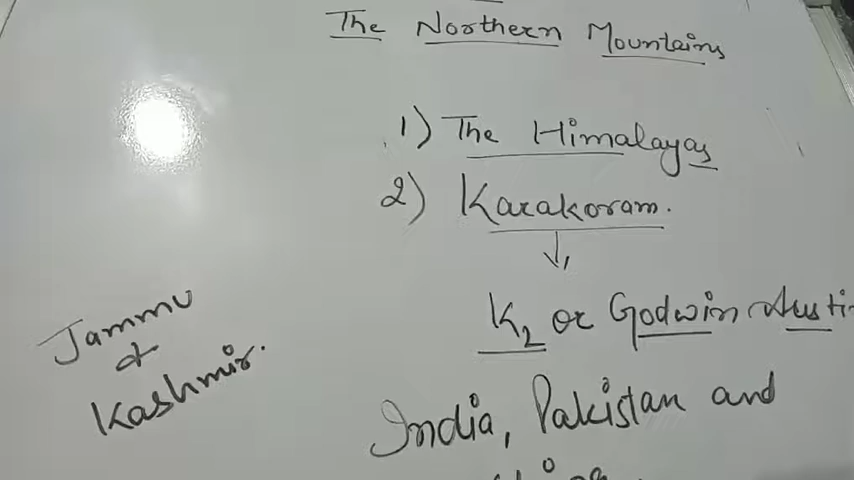 The Northern Mountains
1) The Himalayas
2) Karakoram.
K2 or Godwin Austi
India, Pakistan and
Jammu
&
Kashmir.